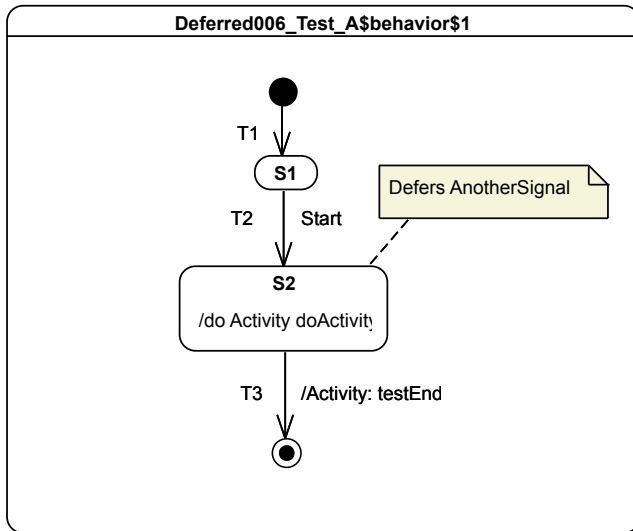 Deferred006_Test_A$behavior$1
T1
S1
Defers AnotherSignal
T2 Start
S2
/do Activity doActivity
T3 /Activity: testEnd